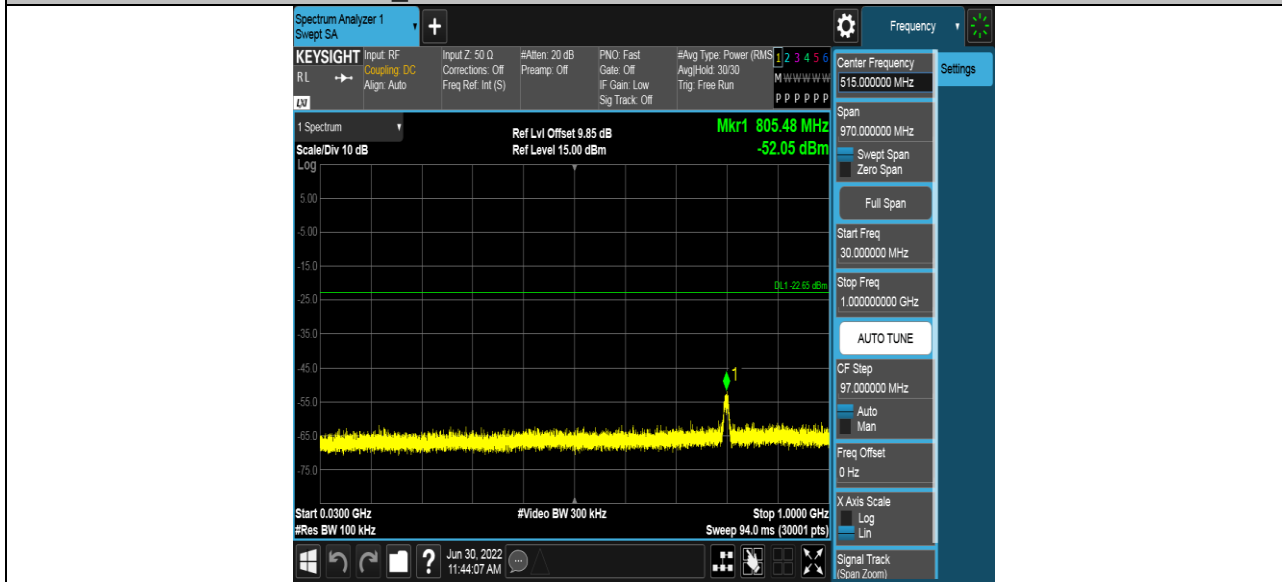 Spectrum Analyzer 1
Swept SA
+
Frequency
KEYSIGHT
RL
LXI
Input: RF
Coupling: DC
Align: Auto
Input Z: 50 Ω
Corrections: Off
Freq Ref: Int (S)
#Atten: 20 dB
Preamp: Off
PNO: Fast
Gate: Off
IF Gain: Low
Sig Track: Off
#Avg Type: Power (RMS
Avg|Hold: 30/30
Trig: Free Run
1 2 3 4 5 6
M W W W W W
P P P P P P
1 Spectrum
Scale/Div 10 dB
Log
Ref Lvl Offset 9.85 dB
Ref Level 15.00 dBm
Mkr1 805.48 MHz
-52.05 dBm
5.00
-5.00
-15.0
-25.0
-35.0
-45.0
-55.0
-65.0
-75.0
DL1 -22.65 dBm
1
Start 0.0300 GHz
#Res BW 100 kHz
#Video BW 300 kHz
Stop 1.0000 GHz
Sweep 94.0 ms (30001 pts)
Jun 30, 2022
11:44:07 AM
?
Center Frequency
515.000000 MHz
Settings
Span
970.000000 MHz
Swept Span
Zero Span
Full Span
Start Freq
30.000000 MHz
Stop Freq
1.000000000 GHz
AUTO TUNE
CF Step
97.000000 MHz
Auto
Man
Freq Offset
0 Hz
X Axis Scale
Log
Lin
Signal Track
(Span Zoom)